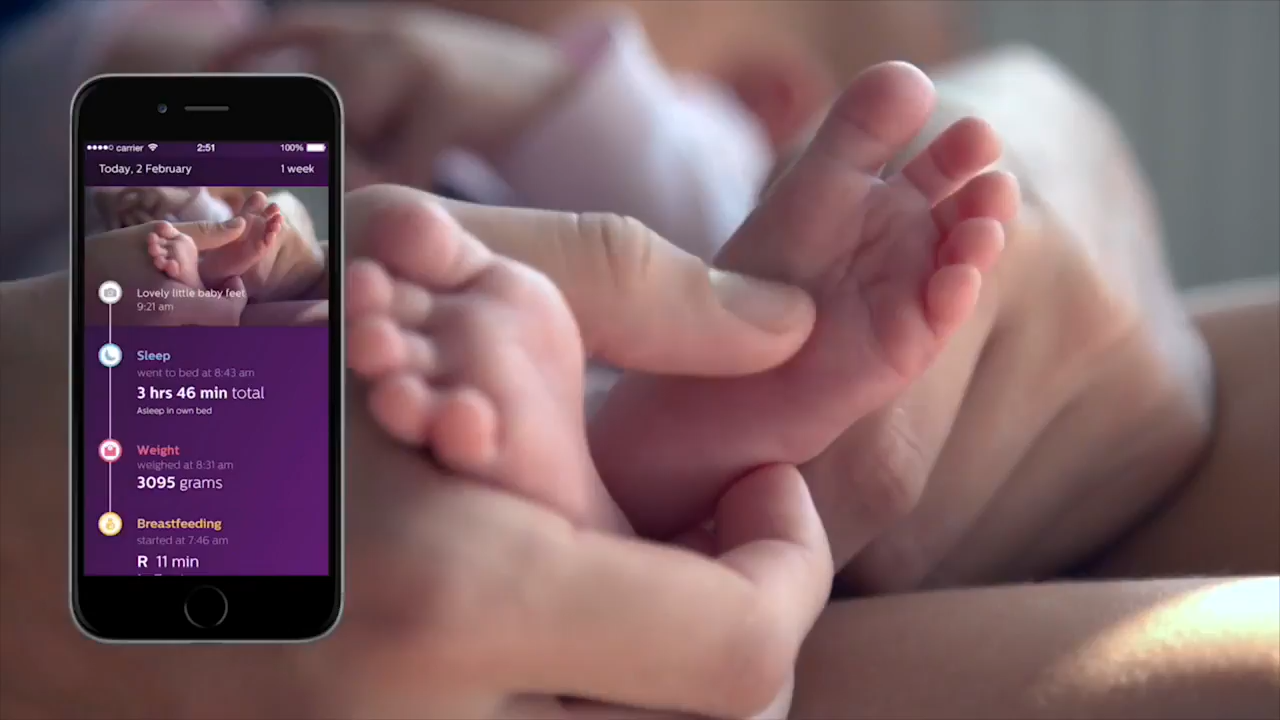 carrier 2:51 100%
Today, 2 February 1 week
Lovely little baby feet
9:21 am
Sleep
went to bed at 8:43 am
3 hrs 46 min total
Asleep in own bed
Weight
weighed at 8:31 am
3095 grams
Breastfeeding
started at 7:46 am
R 11 min